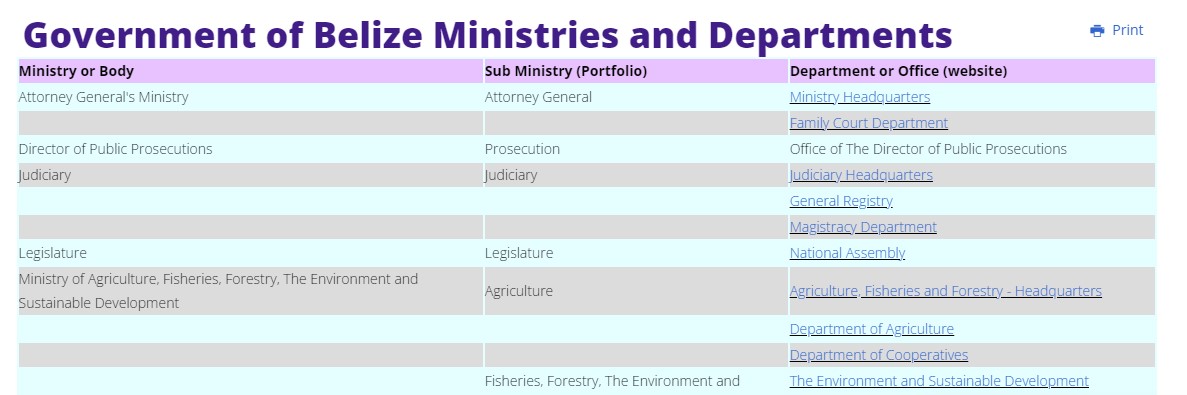 Government of Belize Ministries and Departments
Print
Ministry or Body Sub Ministry (Portfolio) Department or Office (website)
Attorney General's Ministry Attorney General Ministry Headquarters
Family Court Department
Director of Public Prosecutions Prosecution Office of The Director of Public Prosecutions
Judiciary Judiciary Judiciary Headquarters
General Registry
Magistracy Department
Legislature Legislature National Assembly
Ministry of Agriculture, Fisheries, Forestry, The Environment and
Sustainable Development
Agriculture Agriculture, Fisheries and Forestry - Headquarters
Department of Agriculture
Department of Cooperatives
Fisheries, Forestry, The Environment and The Environment and Sustainable Development